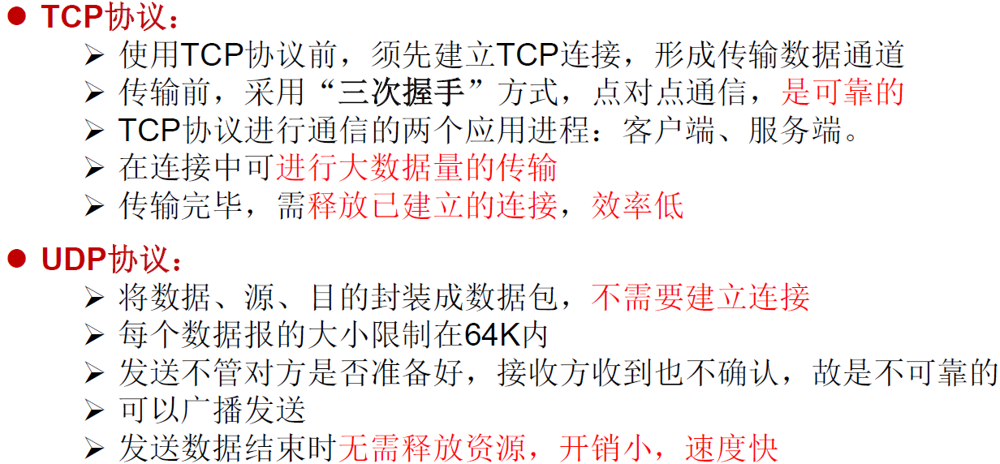 ● TCP协议：
➢ 使用TCP协议前，须先建立TCP连接，形成传输数据通道
➢ 传输前，采用“三次握手”方式，点对点通信，是可靠的
➢ TCP协议进行通信的两个应用进程：客户端、服务端。
➢ 在连接中可进行大数据量的传输
➢ 传输完毕，需释放已建立的连接，效率低
● UDP协议：
➢ 将数据、源、目的封装成数据包，不需要建立连接
➢ 每个数据报的大小限制在64K内
➢ 发送不管对方是否准备好，接收方收到也不确认，故是不可靠的
➢ 可以广播发送
➢ 发送数据结束时无需释放资源，开销小，速度快